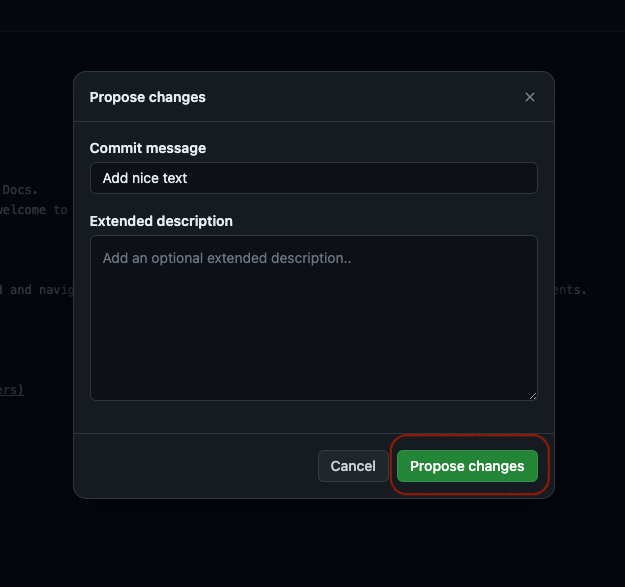 Propose changes
Commit message
Docs.
Add nice text
welcome to
Extended description
Add an optional extended description..
and navig
ents.
ers)
Cancel
Propose changes